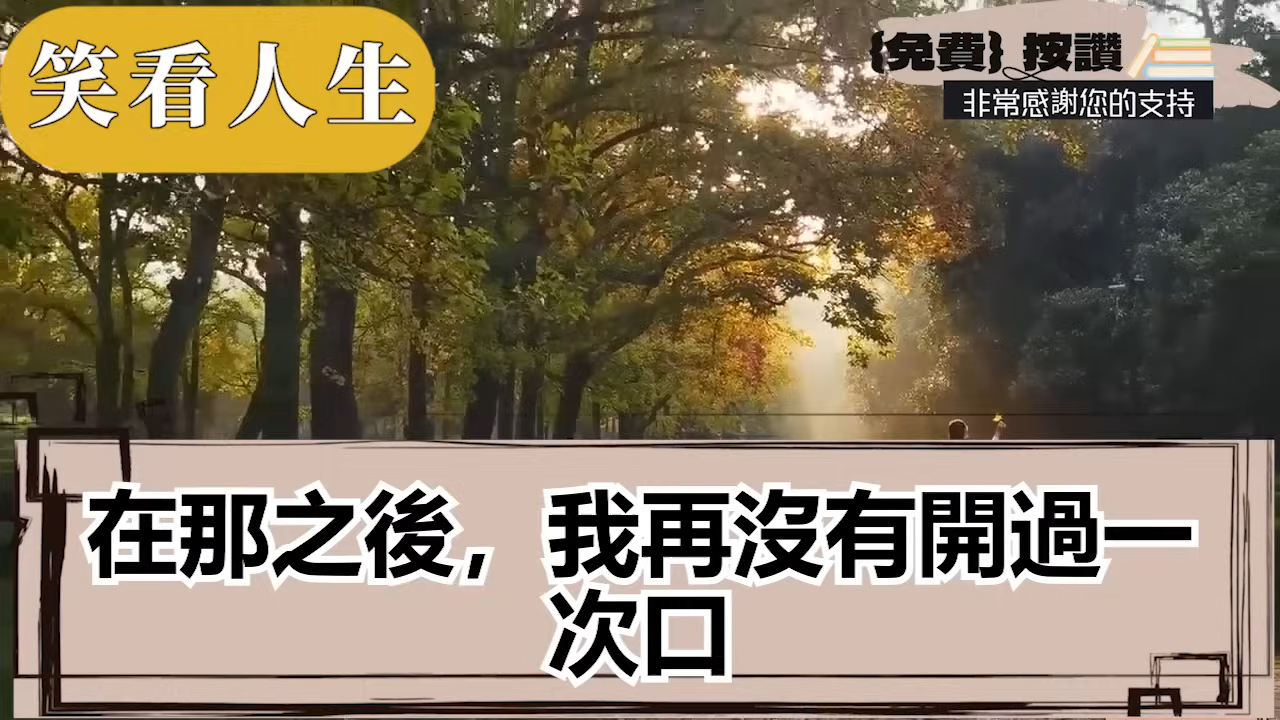 笑看人生
{免費} 按讚
非常感謝您的支持
在那之後，我再沒有開過一
次口